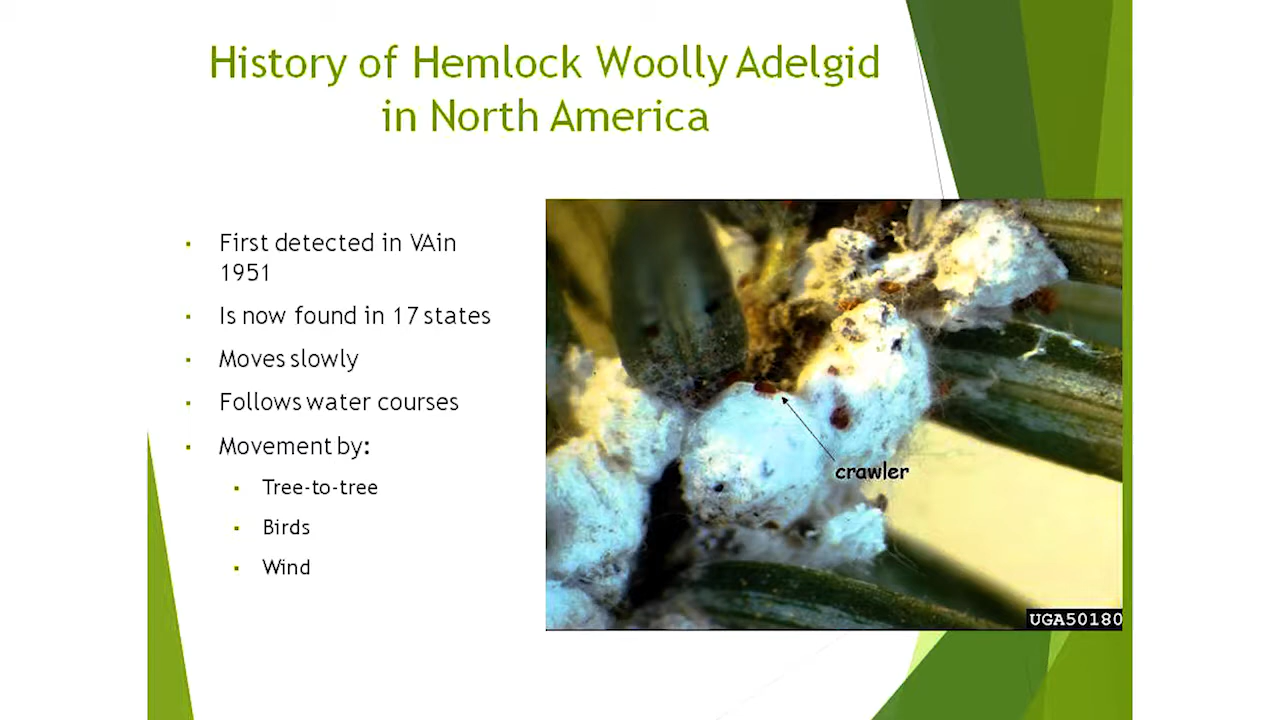 History of Hemlock Woolly Adelgid
in North America
First detected in VAin
1951
Is now found in 17 states
Moves slowly
Follows water courses
Movement by:
Tree-to-tree
Birds
Wind
crawler
UGA50180